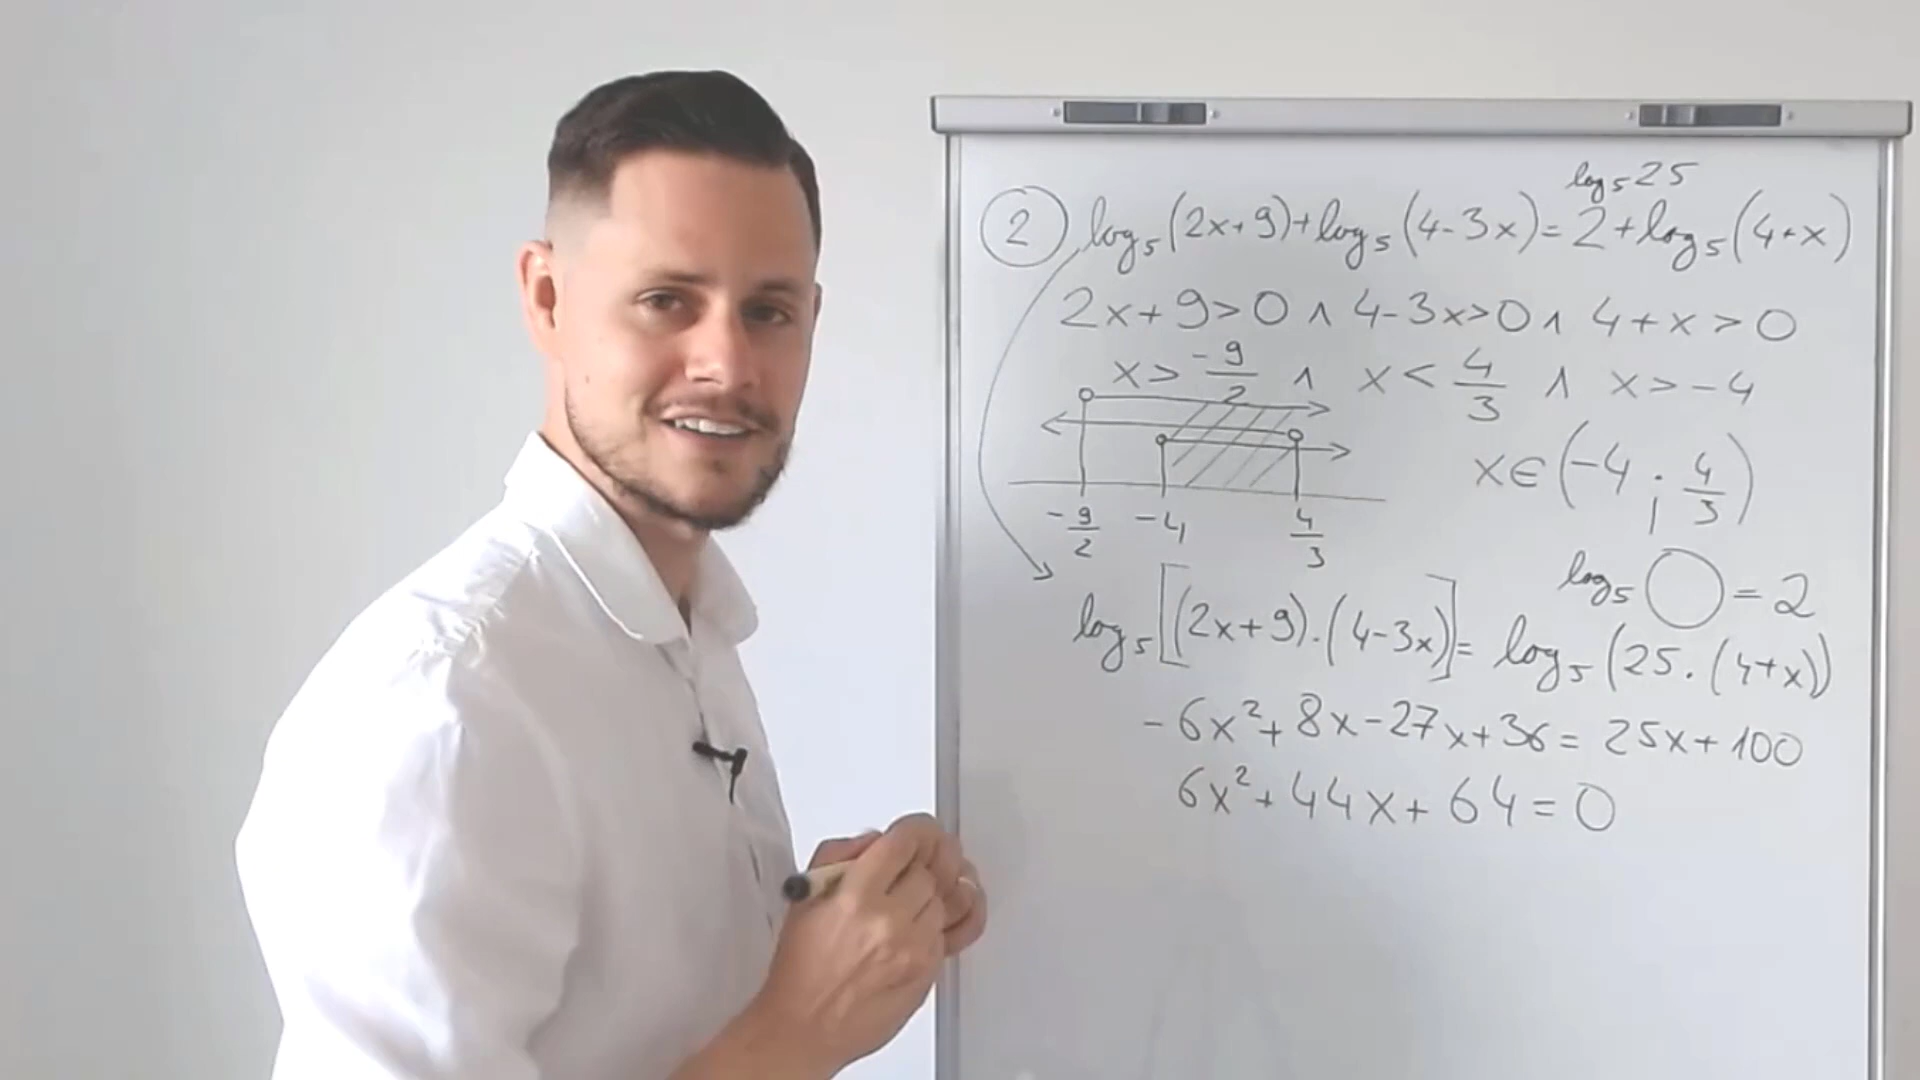 log₅25
② log₅(2x+9)+log₅(4-3x)=2+log₅(4+x)
2x+9>0 ∧ 4-3x>0 ∧ 4+x>0
x>-9/2 ∧ x<4/3 ∧ x>-4
x∈(-4;4/3)
-9/2 -4 4/3
log₅◯=2
log₅[(2x+9).(4-3x)]=log₅(25.(4+x))
-6x²+8x-27x+36=25x+100
6x²+44x+64=0